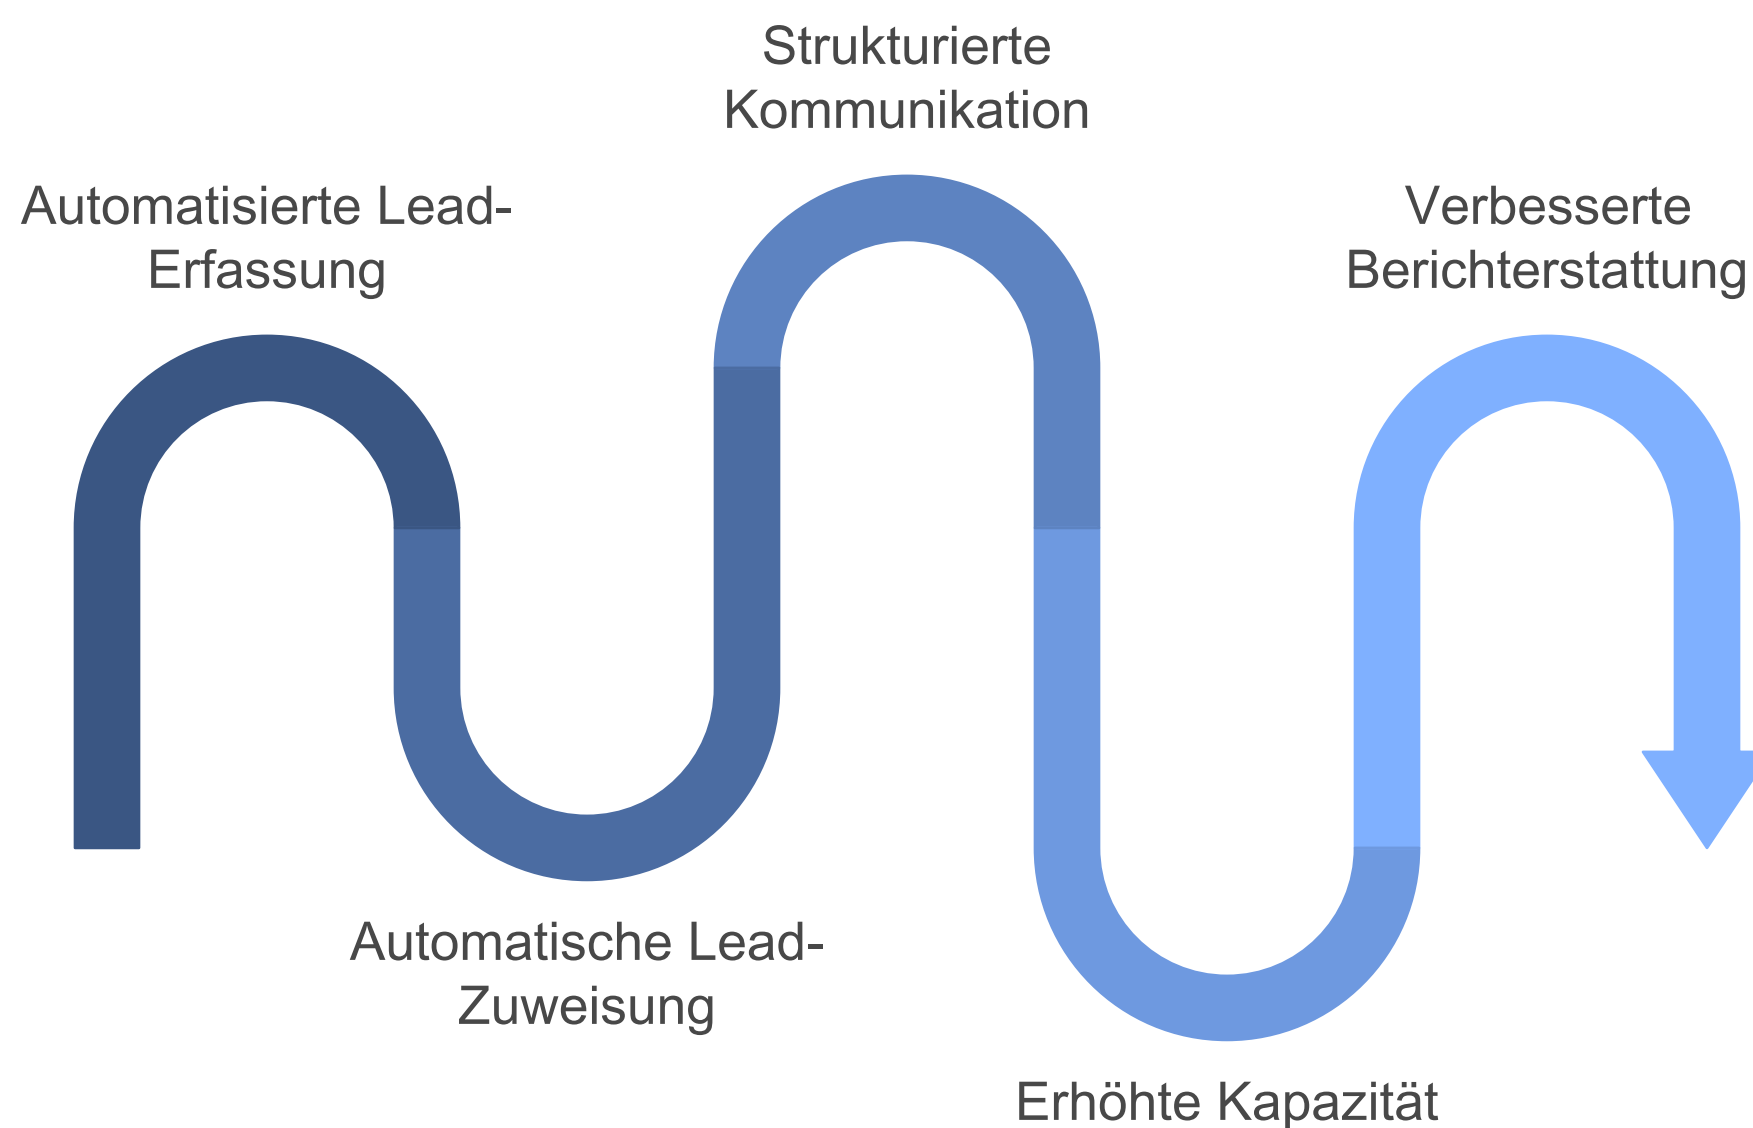 Strukturierte
Kommunikation
Automatisierte Lead-
Erfassung
Verbesserte
Berichterstattung
Automatische Lead-
Zuweisung
Erhöhte Kapazität